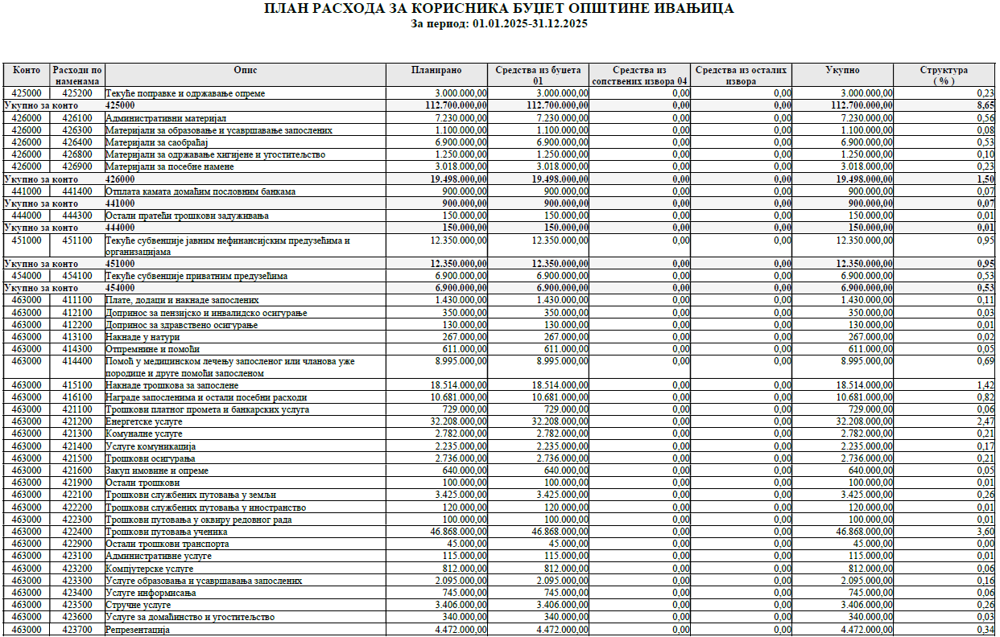 ПЛАН РАСХОДА ЗА КОРИСНИКА БУЏЕТ ОПШТИНЕ ИВАЊИЦА
За период: 01.01.2025-31.12.2025
Конто Расходи по наменама Опис Планирано Средства из буџета 01 Средства из сопствених извора 04 Средства из осталих извора Укупно Структура ( % )
425000 425200 Текуће поправке и одржавање опреме 3.000.000,00 3.000.000,00 0,00 0,00 3.000.000,00 0,23
Укупно за конто 425000 112.700.000,00 112.700.000,00 0,00 0,00 112.700.000,00 8,65
426000 426100 Административни материјал 7.230.000,00 7.230.000,00 0,00 0,00 7.230.000,00 0,56
426000 426300 Материјали за образовање и усавршавање запослених 1.100.000,00 1.100.000,00 0,00 0,00 1.100.000,00 0,08
426000 426400 Материјали за саобраћај 6.900.000,00 6.900.000,00 0,00 0,00 6.900.000,00 0,53
426000 426800 Материјали за одржавање хигијене и угоститељство 1.250.000,00 1.250.000,00 0,00 0,00 1.250.000,00 0,10
426000 426900 Материјали за посебне намене 3.018.000,00 3.018.000,00 0,00 0,00 3.018.000,00 0,23
Укупно за конто 426000 19.498.000,00 19.498.000,00 0,00 0,00 19.498.000,00 1,50
441000 441400 Отплата камата домаћим пословним банкама 900.000,00 900.000,00 0,00 0,00 900.000,00 0,07
Укупно за конто 441000 900.000,00 900.000,00 0,00 0,00 900.000,00 0,07
444000 444300 Остали пратећи трошкови задуживања 150.000,00 150.000,00 0,00 0,00 150.000,00 0,01
Укупно за конто 444000 150.000,00 150.000,00 0,00 0,00 150.000,00 0,01
451000 451100 Текуће субвенције јавним нефинансијским предузећима и 12.350.000,00 12.350.000,00 0,00 0,00 12.350.000,00 0,95
организацијама
Укупно за конто 451000 12.350.000,00 12.350.000,00 0,00 0,00 12.350.000,00 0,95
454000 454100 Текуће субвенције приватним предузећима 6.900.000,00 6.900.000,00 0,00 0,00 6.900.000,00 0,53
Укупно за конто 454000 6.900.000,00 6.900.000,00 0,00 0,00 6.900.000,00 0,53
463000 411100 Плате, додаци и накнаде запослених 1.430.000,00 1.430.000,00 0,00 0,00 1.430.000,00 0,11
463000 412100 Допринос за пензијско и инвалидско осигурање 350.000,00 350.000,00 0,00 0,00 350.000,00 0,03
463000 412200 Допринос за здравствено осигурање 130.000,00 130.000,00 0,00 0,00 130.000,00 0,01
463000 413100 Накнаде у натури 267.000,00 267.000,00 0,00 0,00 267.000,00 0,02
463000 414300 Отпремнине и помоћи 611.000,00 611.000,00 0,00 0,00 611.000,00 0,05
463000 414400 Помоћ у медицинском лечењу запосленог или чланова уже 8.995.000,00 8.995.000,00 0,00 0,00 8.995.000,00 0,69
породице и друге помоћи запосленом
463000 415100 Накнаде трошкова за запослене 18.514.000,00 18.514.000,00 0,00 0,00 18.514.000,00 1,42
463000 416100 Награде запосленима и остали посебни расходи 10.681.000,00 10.681.000,00 0,00 0,00 10.681.000,00 0,82
463000 421100 Трошкови платног промета и банкарских услуга 729.000,00 729.000,00 0,00 0,00 729.000,00 0,06
463000 421200 Енергетске услуге 32.208.000,00 32.208.000,00 0,00 0,00 32.208.000,00 2,47
463000 421300 Комуналне услуге 2.782.000,00 2.782.000,00 0,00 0,00 2.782.000,00 0,21
463000 421400 Услуге комуникација 2.235.000,00 2.235.000,00 0,00 0,00 2.235.000,00 0,17
463000 421500 Трошкови осигурања 2.736.000,00 2.736.000,00 0,00 0,00 2.736.000,00 0,21
463000 421600 Закуп имовине и опреме 640.000,00 640.000,00 0,00 0,00 640.000,00 0,05
463000 421900 Остали трошкови 100.000,00 100.000,00 0,00 0,00 100.000,00 0,01
463000 422100 Трошкови службених путовања у земљи 3.425.000,00 3.425.000,00 0,00 0,00 3.425.000,00 0,26
463000 422200 Трошкови службених путовања у иностранство 120.000,00 120.000,00 0,00 0,00 120.000,00 0,01
463000 422300 Трошкови путовања у оквиру редовног рада 100.000,00 100.000,00 0,00 0,00 100.000,00 0,01
463000 422400 Трошкови путовања ученика 46.868.000,00 46.868.000,00 0,00 0,00 46.868.000,00 3,60
463000 422900 Остали трошкови транспорта 45.000,00 45.000,00 0,00 0,00 45.000,00 0,00
463000 423100 Административне услуге 115.000,00 115.000,00 0,00 0,00 115.000,00 0,01
463000 423200 Компјутерске услуге 812.000,00 812.000,00 0,00 0,00 812.000,00 0,06
463000 423300 Услуге образовања и усавршавања запослених 2.095.000,00 2.095.000,00 0,00 0,00 2.095.000,00 0,16
463000 423400 Услуге информисања 745.000,00 745.000,00 0,00 0,00 745.000,00 0,06
463000 423500 Стручне услуге 3.406.000,00 3.406.000,00 0,00 0,00 3.406.000,00 0,26
463000 423600 Услуге за домаћинство и угоститељство 340.000,00 340.000,00 0,00 0,00 340.000,00 0,03
463000 423700 Репрезентација 4.472.000,00 4.472.000,00 0,00 0,00 4.472.000,00 0,34